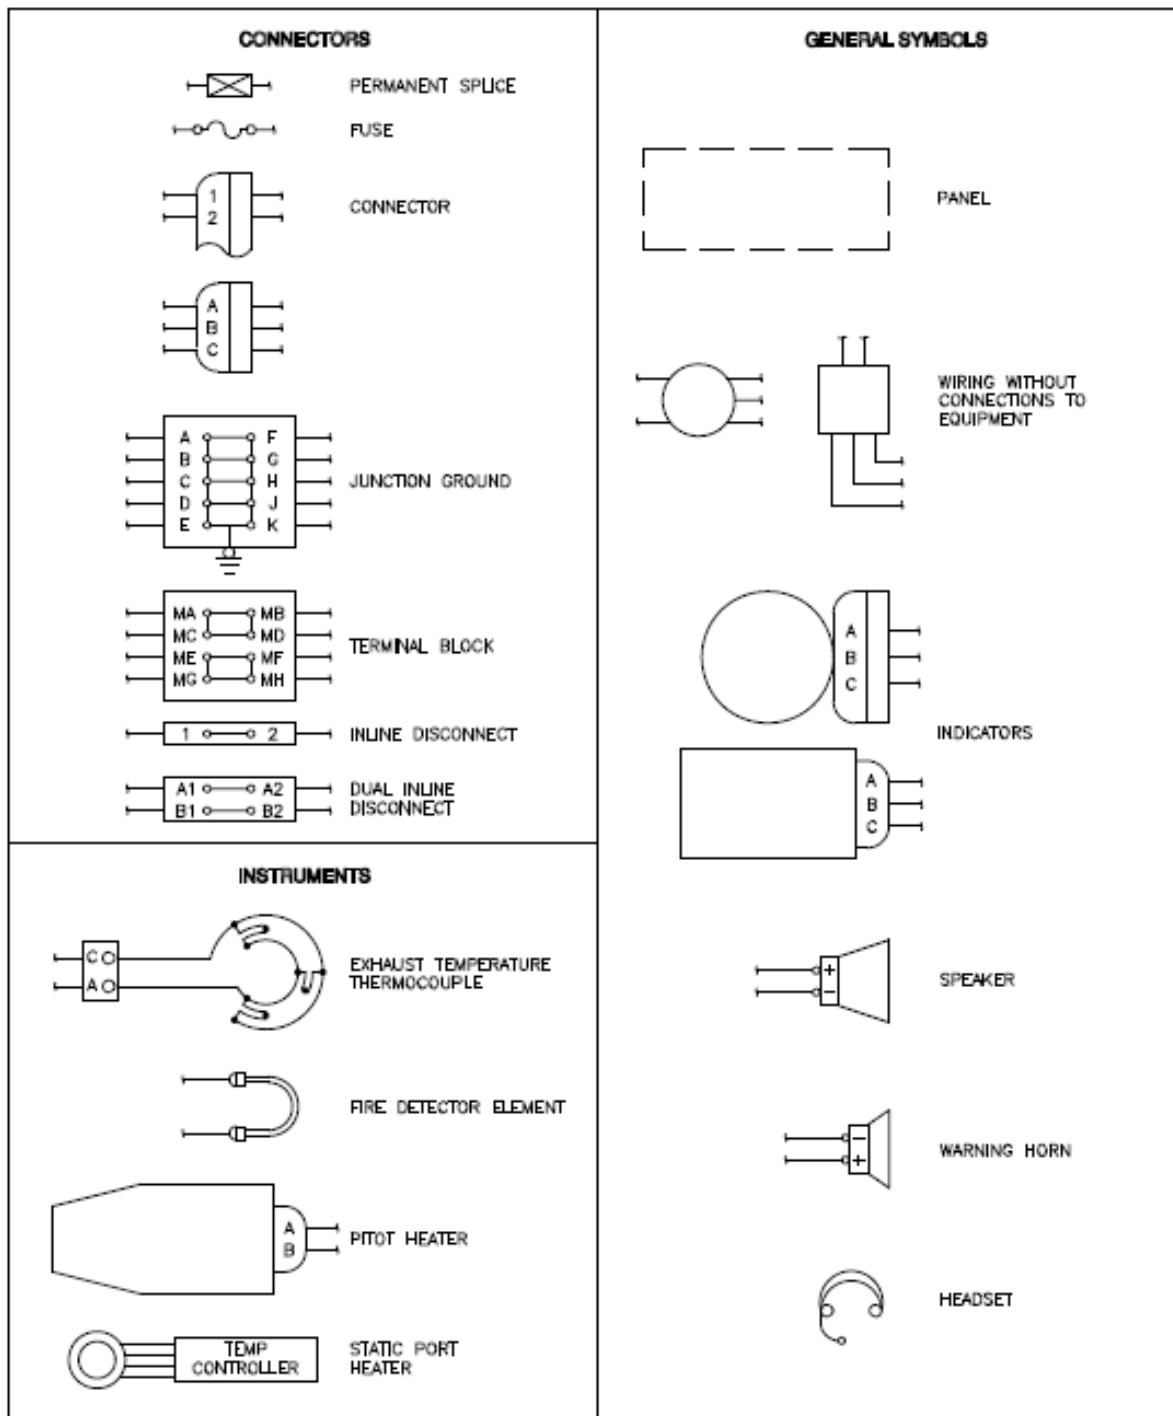 CONNECTORS
PERMANENT SPLICE
FUSE
1
2
CONNECTOR
A
B
C
A F
B G
C H
D J
E K
JUNCTION GROUND
MA MB
MC MD
ME MF
MG MH
TERMINAL BLOCK
1 2
INLINE DISCONNECT
A1 A2
B1 B2
DUAL INLINE
DISCONNECT
INSTRUMENTS
C
A
EXHAUST TEMPERATURE
THERMOCOUPLE
FIRE DETECTOR ELEMENT
A
B
PITOT HEATER
TEMP
CONTROLLER
STATIC PORT
HEATER
GENERAL SYMBOLS
PANEL
WIRING WITHOUT
CONNECTIONS TO
EQUIPMENT
A
B
C
INDICATORS
A
B
C
+
−
SPEAKER
−
+
WARNING HORN
HEADSET